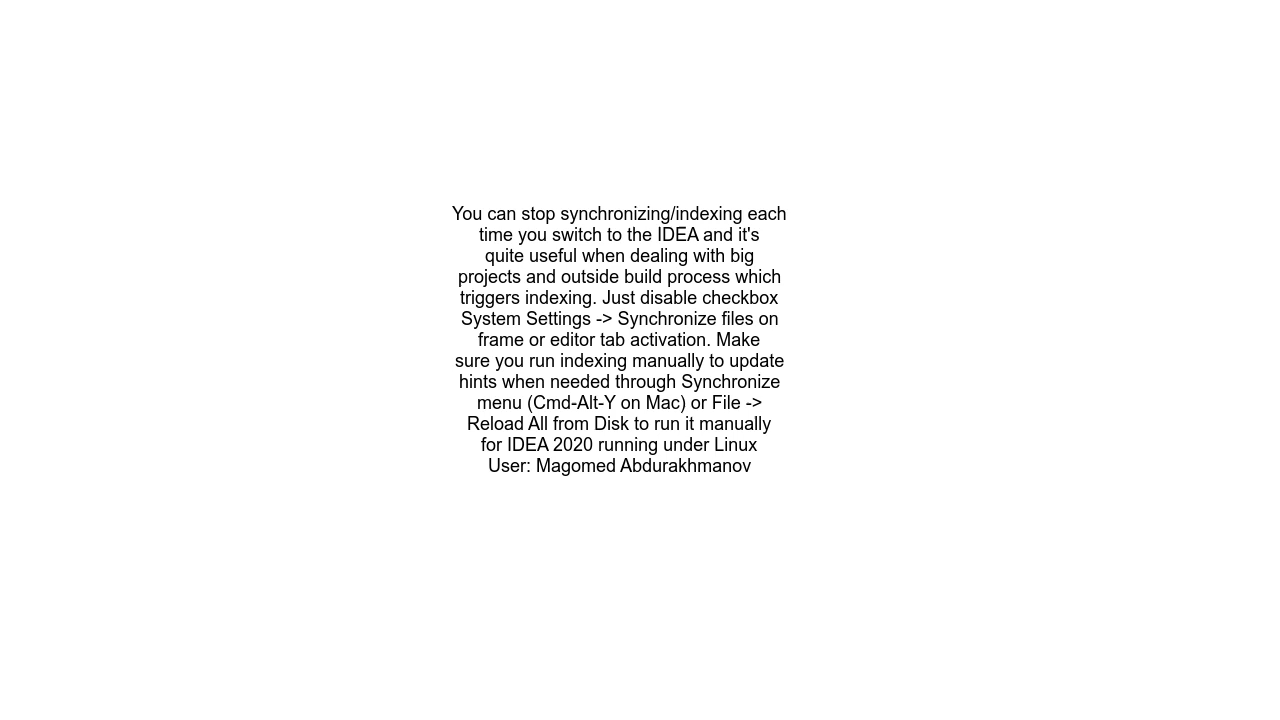 You can stop synchronizing/indexing each
time you switch to the IDEA and it's
quite useful when dealing with big
projects and outside build process which
triggers indexing. Just disable checkbox
System Settings -> Synchronize files on
frame or editor tab activation. Make
sure you run indexing manually to update
hints when needed through Synchronize
menu (Cmd-Alt-Y on Mac) or File ->
Reload All from Disk to run it manually
for IDEA 2020 running under Linux
User: Magomed Abdurakhmanov